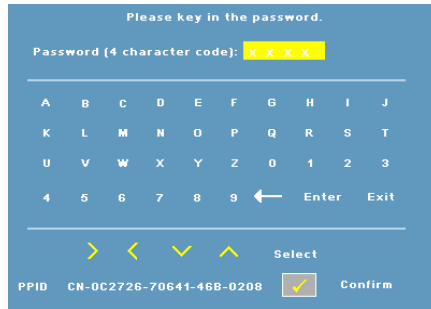 Please key in the password.
Password (4 character code): X X X X
A B C D E F G H I J
K L M N O P Q R S T
U V W X Y Z 0 1 2 3
4 5 6 7 8 9 ← Enter Exit
Select
PPID CN-0C2726-70641-46B-0208 ✓ Confirm